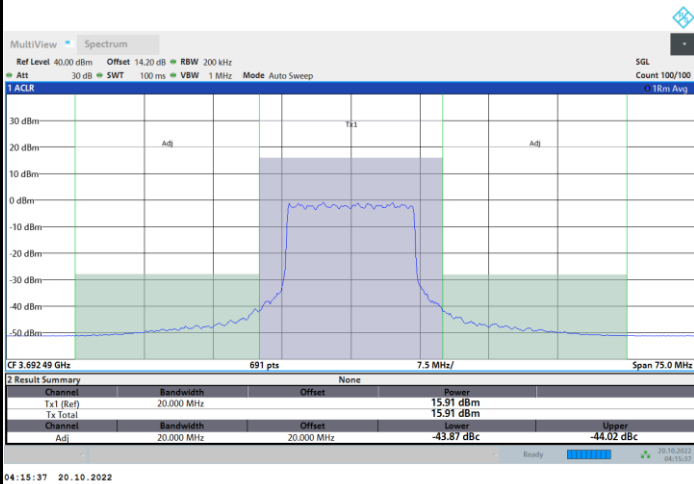 MultiView Spectrum
Ref Level 40.00 dBm Offset 14.20 dB RBW 200 kHz SGL
Att 30 dB SWT 100 ms VBW 1 MHz Mode Auto Sweep Count 100/100
1 ACLR 1Rm Avg
Tx1
30 dBm
Adj Adj
20 dBm
10 dBm
0 dBm
-10 dBm
-20 dBm
-30 dBm
-40 dBm
-50 dBm
CF 3.692 49 GHz 691 pts 7.5 MHz/ Span 75.0 MHz
2 Result Summary None
Channel Bandwidth Offset Power
Tx1 (Ref) 20.000 MHz 15.91 dBm
Tx Total 15.91 dBm
Channel Bandwidth Offset Lower Upper
Adj 20.000 MHz 20.000 MHz -43.87 dBc -44.02 dBc
Ready 20.10.2022
04:15:37
04:15:37 20.10.2022